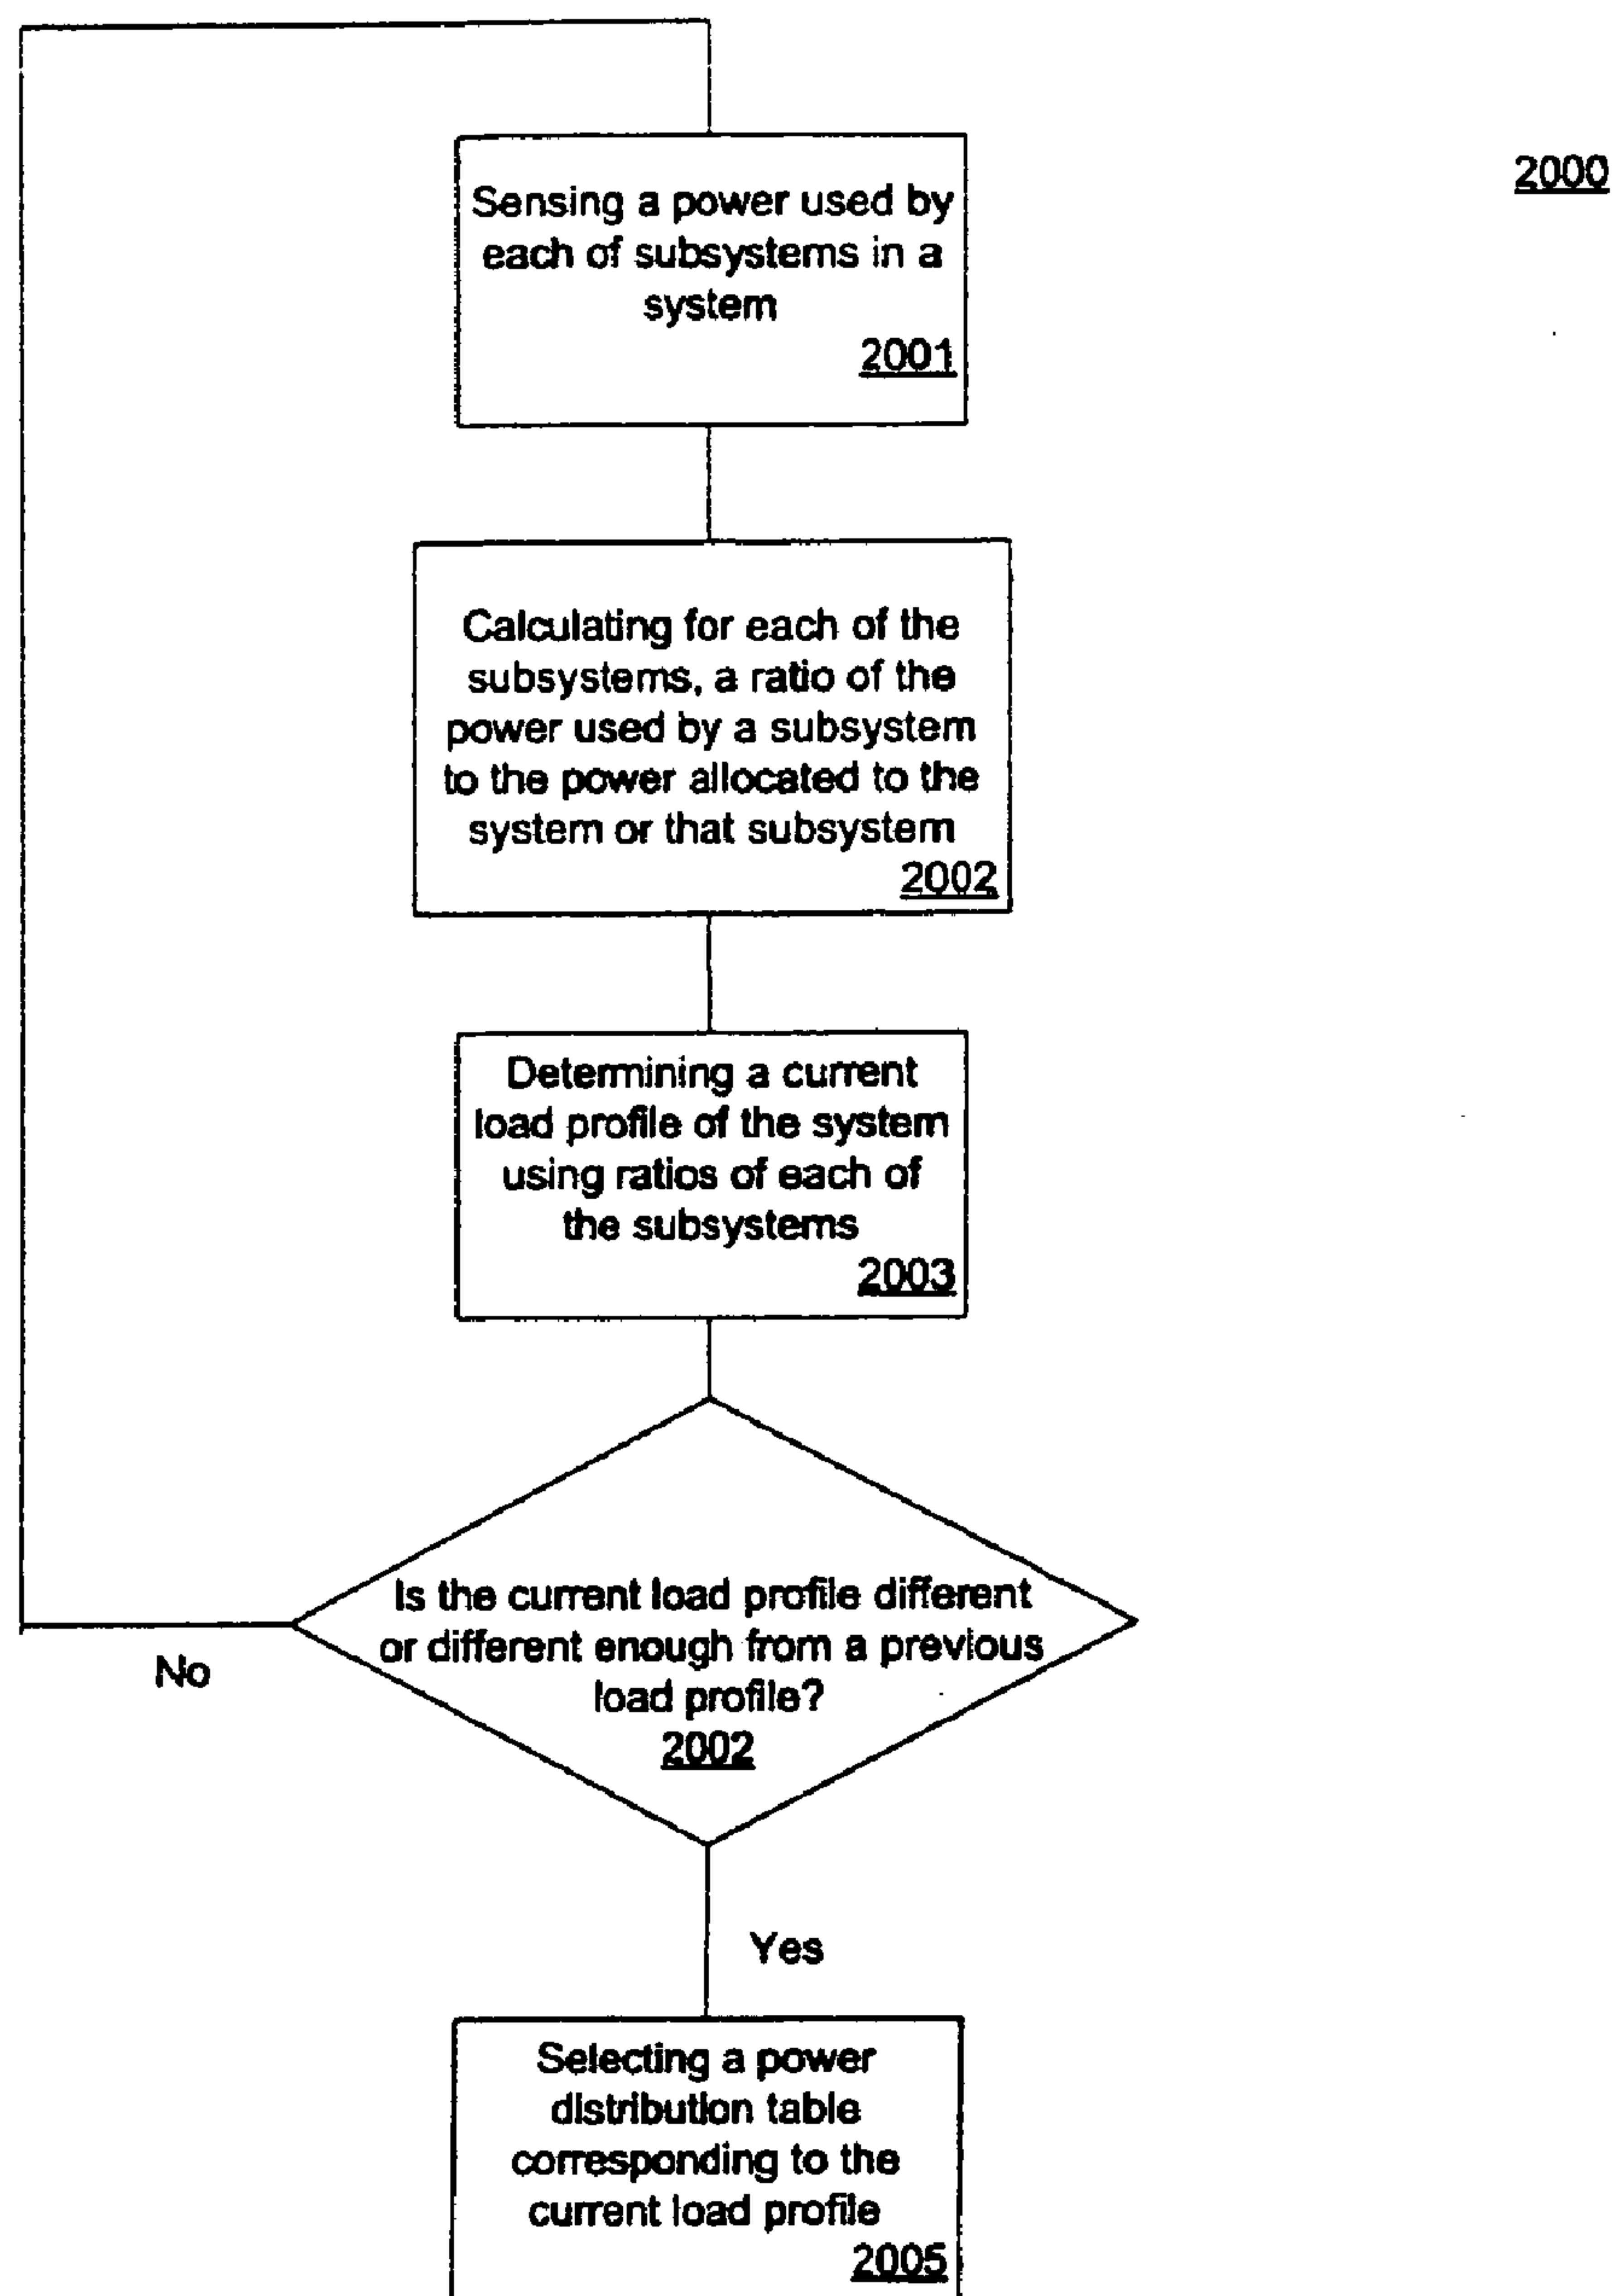 2000
Sensing a power used by
each of subsystems in a
system
2001
Calculating for each of the
subsystems, a ratio of the
power used by a subsystem
to the power allocated to the
system or that subsystem
2002
Determining a current
load profile of the system
using ratios of each of
the subsystems
2003
Is the current load profile different
or different enough from a previous
load profile?
2002
No
Yes
Selecting a power
distribution table
corresponding to the
current load profile
2005